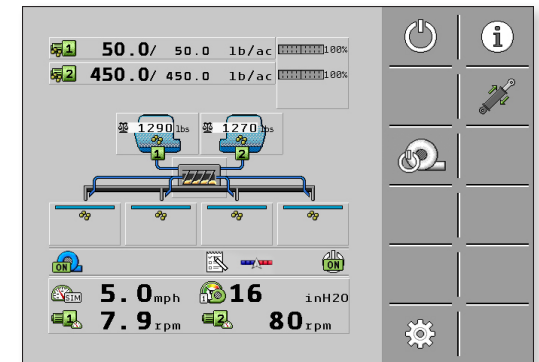 1 50.0/ 50.0 lb/ac 100%
2 450.0/ 450.0 lb/ac 100%
1290 lbs 1270 lbs
1 2
ON ON
SIM 5.0 mph 16 inH2O
1 7.9 rpm 2 80 rpm